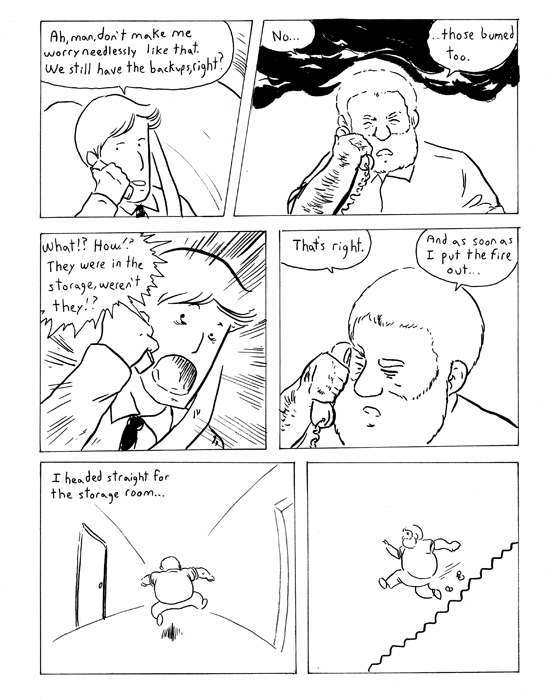 Ah, man, don't make me
worry needlessly like that.
We still have the backups, right?
No...
...those burned
too.
What!? How!?
They were in the
storage, weren't
they!?
That's right.
And as soon as
I put the fire
out...
I headed straight for
the storage room...